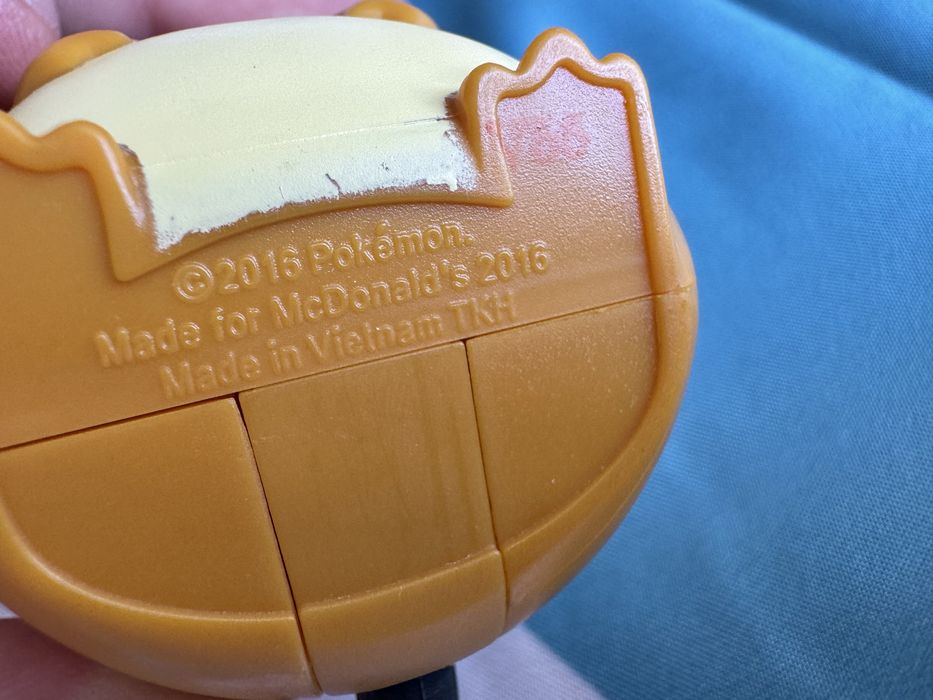 ©2016 Pokémon.
Made for McDonald's 2016
Made in Vietnam TKH